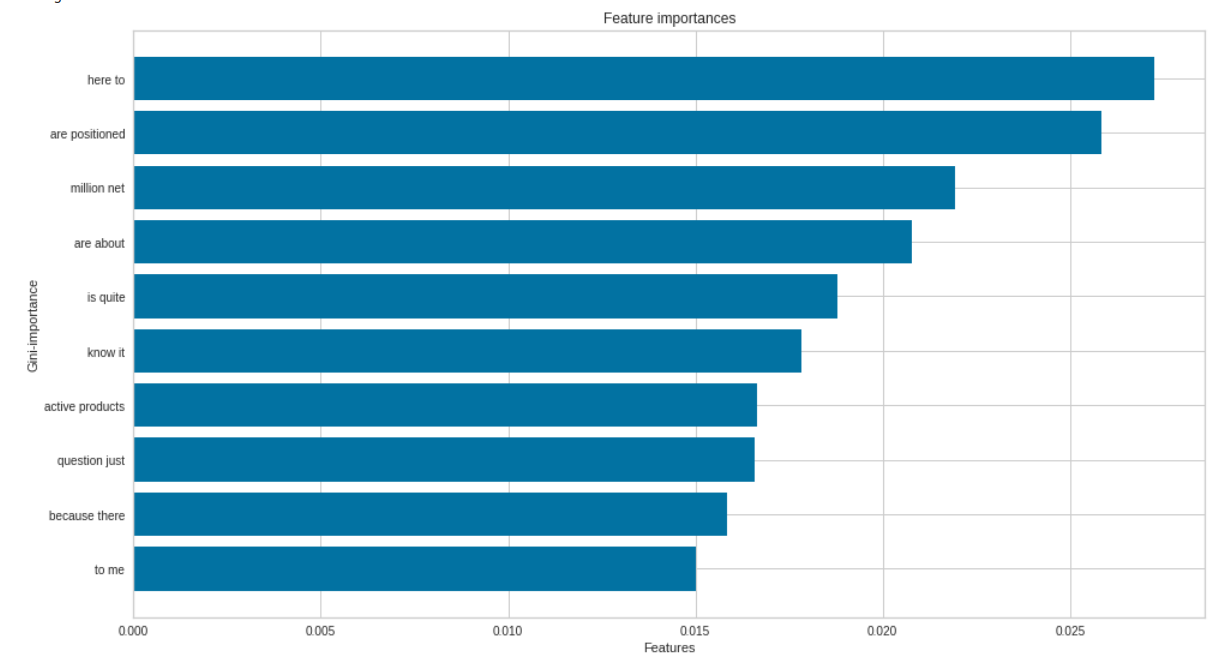 Feature importances
here to
are positioned
million net
are about
is quite
know it
active products
question just
because there
to me
Gini-importance
0.000 0.005 0.010 0.015 0.020 0.025
Features